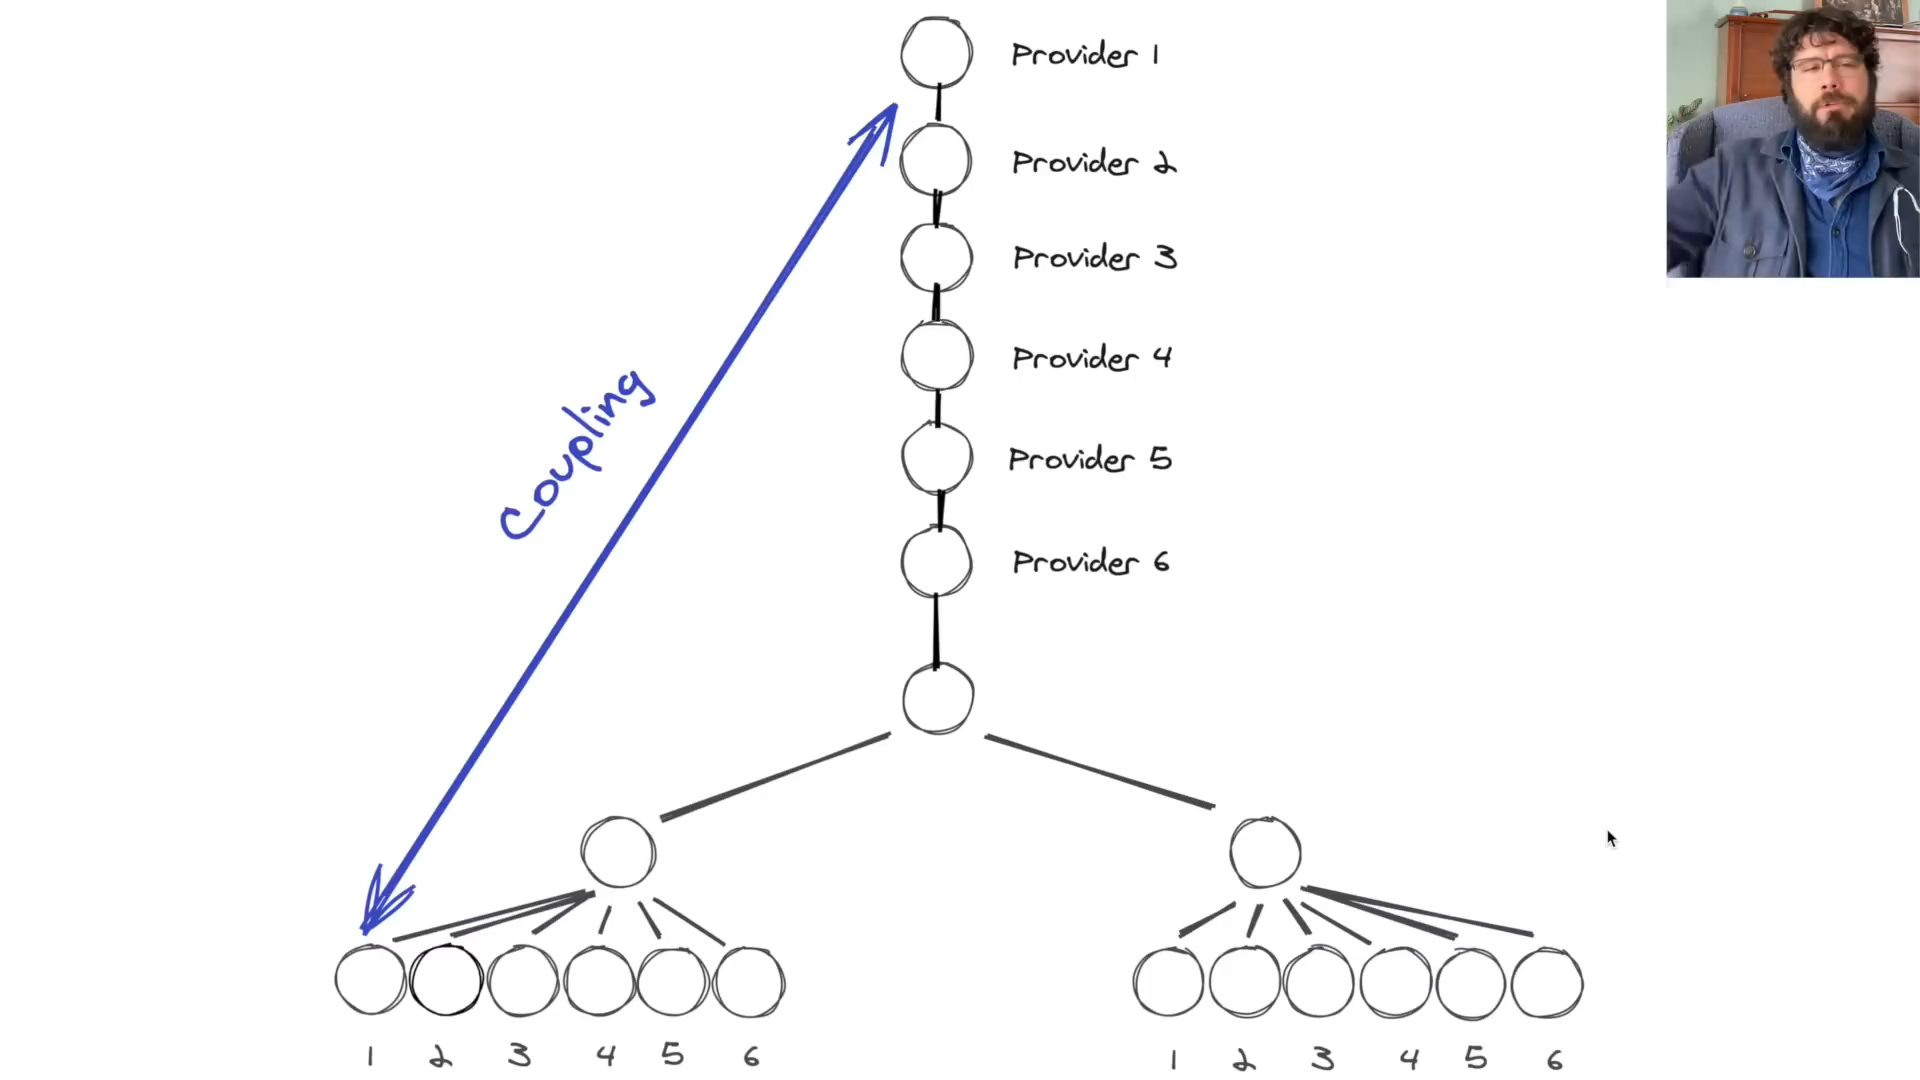 Provider 1
Provider 2
Provider 3
Provider 4
Coupling
Provider 5
Provider 6
1 2 3 4 5 6
1 2 3 4 5 6